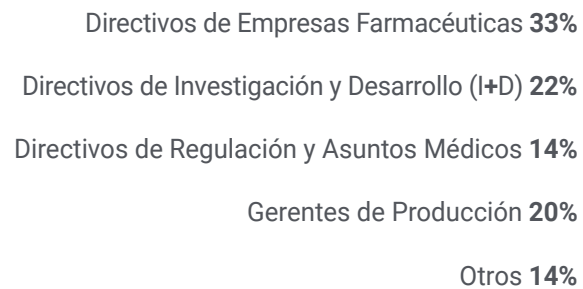 Directivos de Empresas Farmacéuticas 33%
Directivos de Investigación y Desarrollo (I+D) 22%
Directivos de Regulación y Asuntos Médicos 14%
Gerentes de Producción 20%
Otros 14%